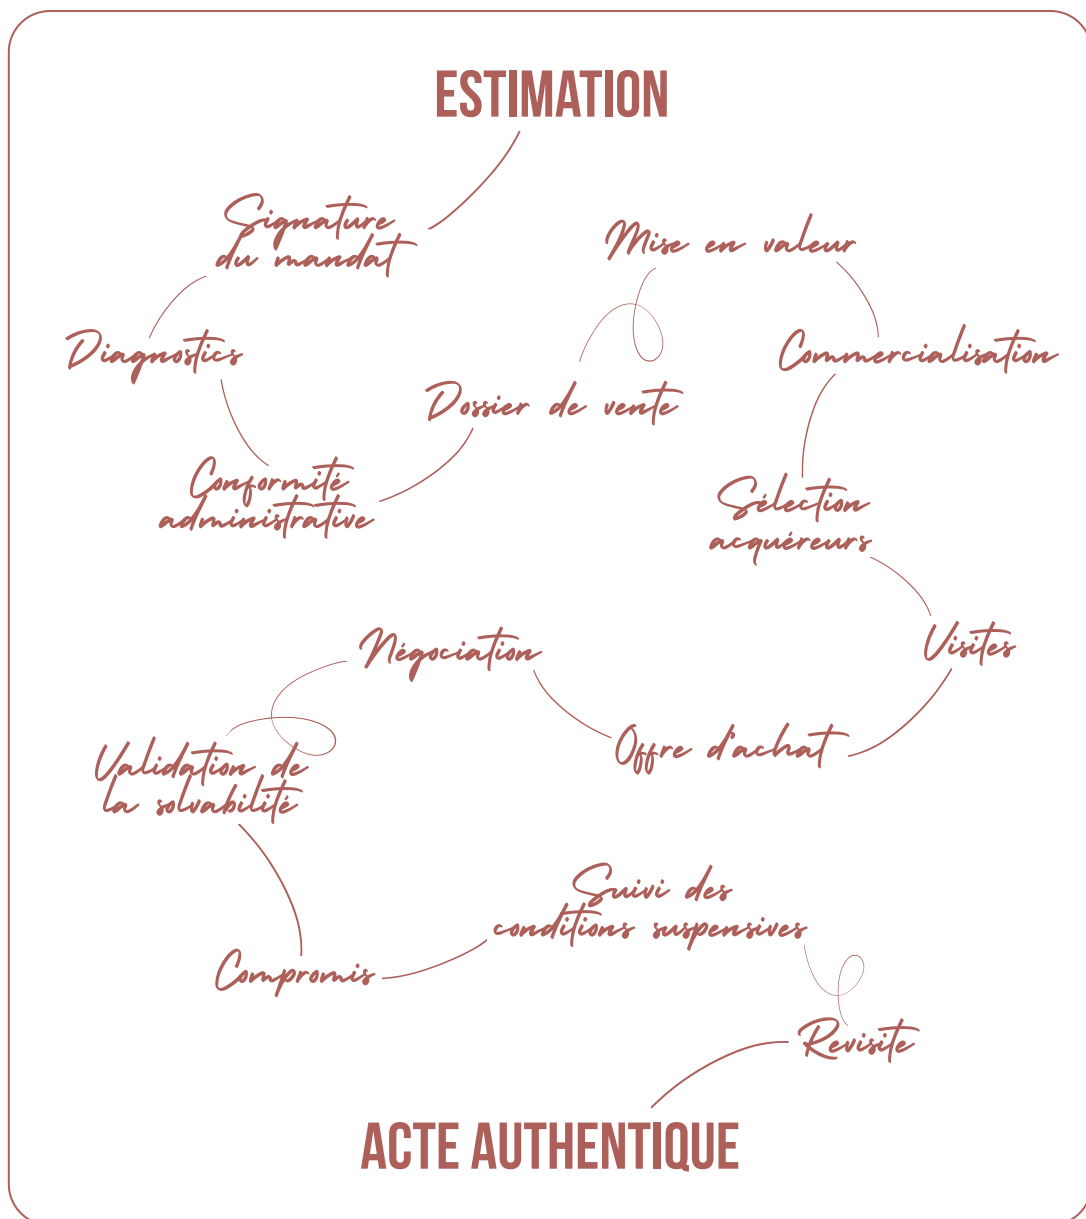 ESTIMATION
Signature
du mandat
Diagnostics
Conformité
administrative
Dossier de vente
Mise en valeur
Commercialisation
Sélection
acquéreurs
Visites
Offre d'achat
Négociation
Validation de
la solvabilité
Compromis
Suivi des
conditions suspensives
Revisite
ACTE AUTHENTIQUE